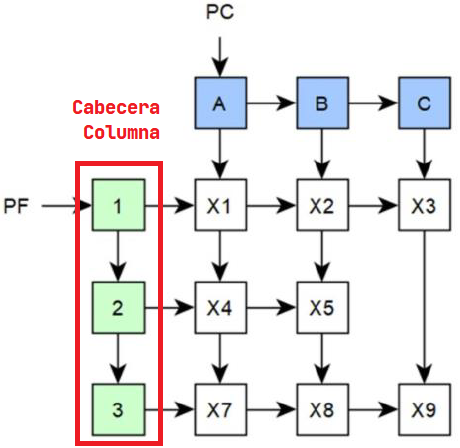 PC
A B C
Cabecera
Columna
PF 1 X1 X2 X3
2 X4 X5
3 X7 X8 X9